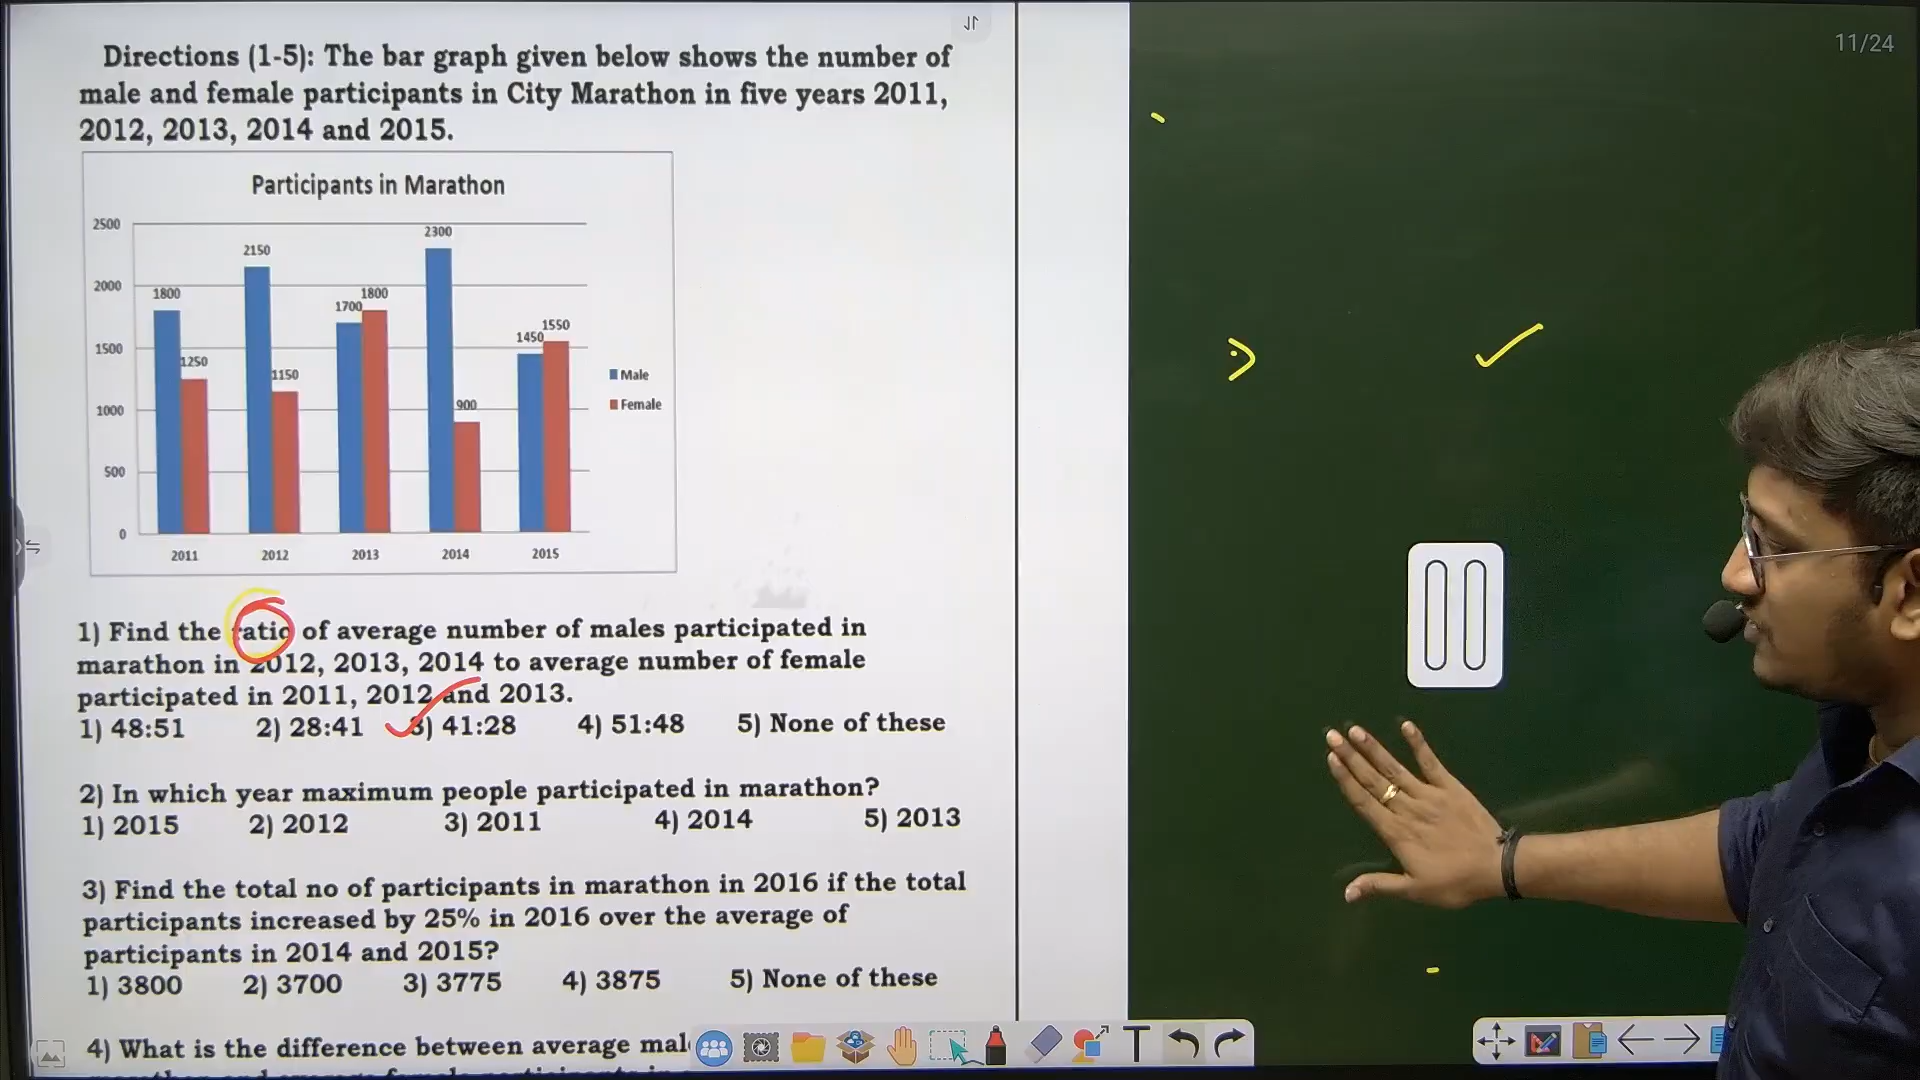 Directions (1-5): The bar graph given below shows the number of
male and female participants in City Marathon in five years 2011,
2012, 2013, 2014 and 2015.
11/24
Participants in Marathon
2500
2000
1500
1000
500
0
1800
1250
2150
1150
1700
1800
2300
900
1450
1550
Male
Female
2011 2012 2013 2014 2015
1) Find the ratio of average number of males participated in
marathon in 2012, 2013, 2014 to average number of female
participated in 2011, 2012 and 2013.
1) 48:51 2) 28:41 3) 41:28 4) 51:48 5) None of these
2) In which year maximum people participated in marathon?
1) 2015 2) 2012 3) 2011 4) 2014 5) 2013
3) Find the total no of participants in marathon in 2016 if the total
participants increased by 25% in 2016 over the average of
participants in 2014 and 2015?
1) 3800 2) 3700 3) 3775 4) 3875 5) None of these
4) What is the difference between average
T